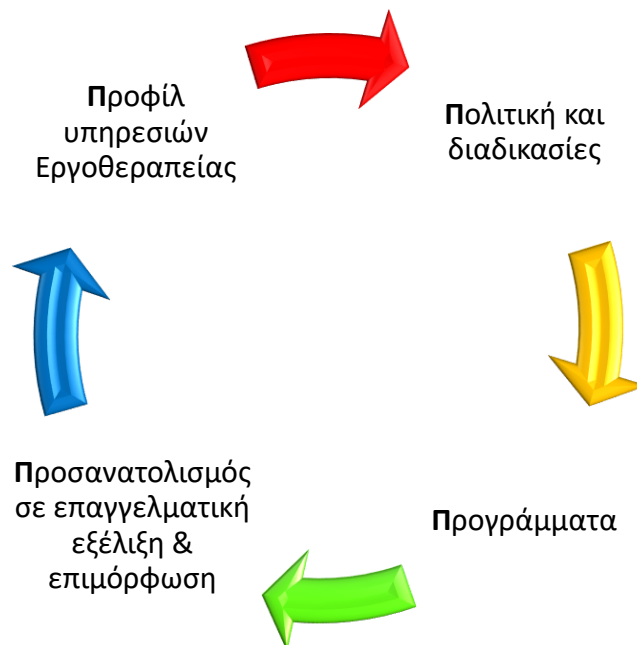 Προφίλ
υπηρεσιών
Εργοθεραπείας
Πολιτική και
διαδικασίες
Προγράμματα
Προσανατολισμός
σε επαγγελματική
εξέλιξη &
επιμόρφωση